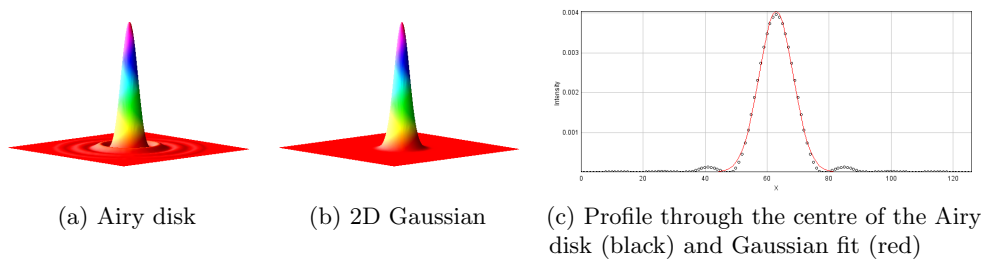 0.004
0.003
0.002
0.001
Intensity
0 20 40 60 80 100 120
X
(a) Airy disk
(b) 2D Gaussian
(c) Profile through the centre of the Airy
disk (black) and Gaussian fit (red)